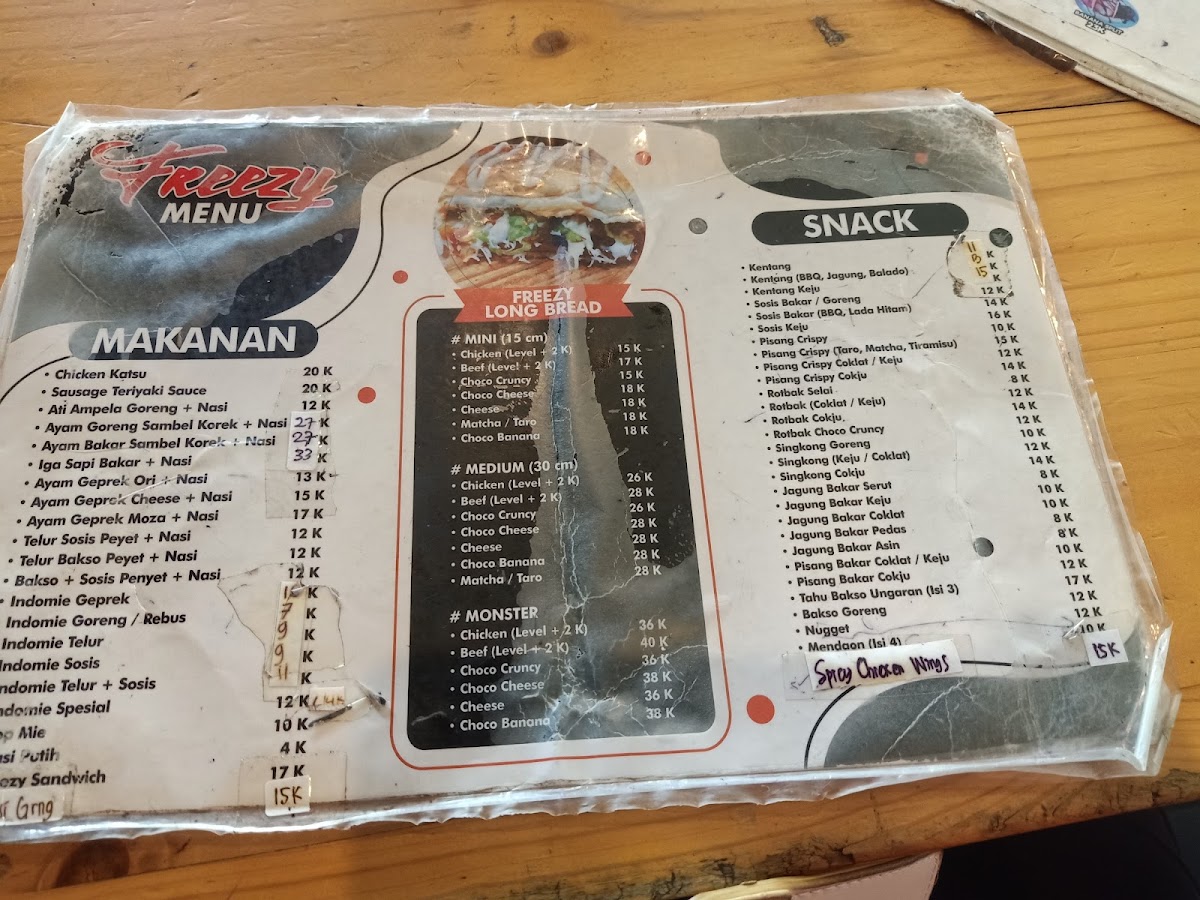 Freezy
MENU
MAKANAN
• Chicken Katsu 20 K
• Sausage Teriyaki Sauce 20 K
• Ati Ampela Goreng + Nasi 12 K
• Ayam Goreng Sambel Korek + Nasi 27 K
• Ayam Bakar Sambel Korek + Nasi 27 K
• Iga Sapi Bakar + Nasi 33 K
• Ayam Geprek Ori + Nasi 13 K
• Ayam Geprek Cheese + Nasi 15 K
• Ayam Geprek Moza + Nasi 17 K
• Telur Sosis Peyet + Nasi 12 K
• Telur Bakso Peyet + Nasi 12 K
• Bakso + Sosis Penyet + Nasi 12 K
• Indomie Geprek K
Indomie Goreng / Rebus 7 K
Indomie Telur 9 K
ndomie Sosis 9 K
ndomie Telur + Sosis 11 K
ndomie Spesial 12 K
op Mie 10 K
asi Putih 4 K
ezy Sandwich 17 K
Grng 15K
FREEZY
LONG BREAD
# MINI (15 cm)
• Chicken (Level + 2 K) 15 K
• Beef (Level + 2 K) 17 K
• Choco Cruncy 15 K
• Choco Cheese 18 K
• Cheese 18 K
• Matcha / Taro 18 K
• Choco Banana 18 K
# MEDIUM (30 cm)
• Chicken (Level + 2 K) 26 K
• Beef (Level + 2 K) 28 K
• Choco Cruncy 26 K
• Choco Cheese 28 K
• Cheese 28 K
• Choco Banana 28 K
• Matcha / Taro 28 K
# MONSTER
• Chicken (Level + 2 K) 36 K
• Beef (Level + 2 K) 40 K
• Choco Cruncy 36 K
• Choco Cheese 38 K
• Cheese 36 K
• Choco Banana 38 K
SNACK
• Kentang 11 K
• Kentang (BBQ, Jagung, Balado) 13 K
• Kentang Keju 15 K
• Sosis Bakar / Goreng 12 K
• Sosis Bakar (BBQ, Lada Hitam) 14 K
• Sosis Keju 16 K
• Pisang Crispy 10 K
• Pisang Crispy (Taro, Matcha, Tiramisu) 15 K
• Pisang Crispy Coklat / Keju 12 K
• Pisang Crispy Cokju 14 K
• Rotbak Selai 8 K
• Rotbak (Coklat / Keju) 12 K
• Rotbak Cokju 14 K
• Rotbak Choco Cruncy 12 K
• Singkong Goreng 10 K
• Singkong (Keju / Coklat) 12 K
• Singkong Cokju 14 K
• Jagung Bakar Serut 8 K
• Jagung Bakar Keju 10 K
• Jagung Bakar Coklat 10 K
• Jagung Bakar Pedas 8 K
• Jagung Bakar Asin 8 K
• Pisang Bakar Coklat / Keju 10 K
• Pisang Bakar Cokju 12 K
• Tahu Bakso Ungaran (Isi 3) 17 K
• Bakso Goreng 12 K
• Nugget 12 K
• Mendaon (Isi 4) 10 K
Spicy Chicken Wings 15K